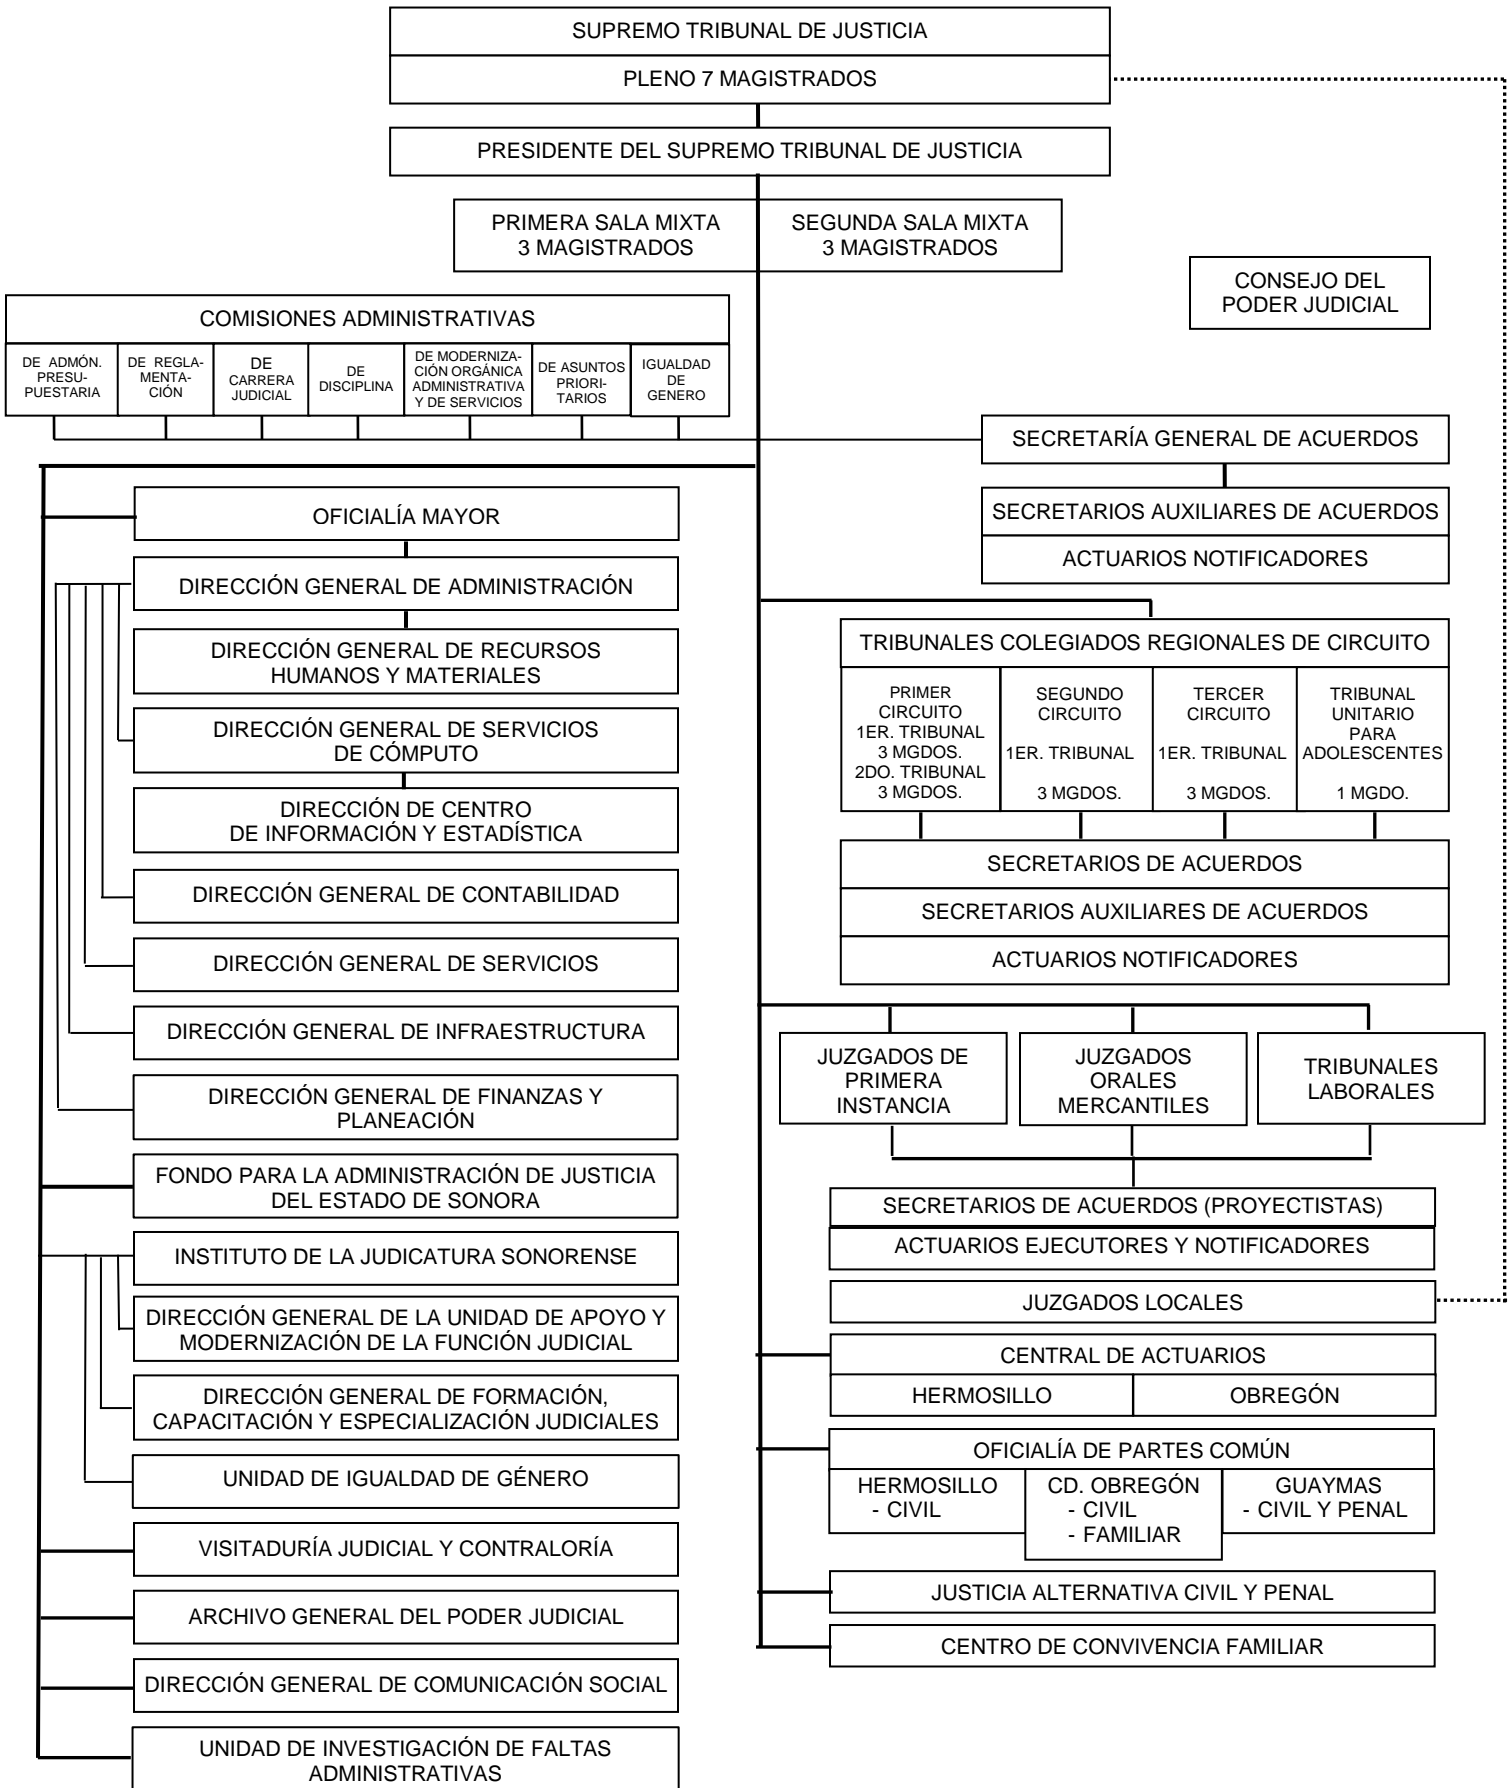 SUPREMO TRIBUNAL DE JUSTICIA
PLENO 7 MAGISTRADOS
PRESIDENTE DEL SUPREMO TRIBUNAL DE JUSTICIA
PRIMERA SALA MIXTA
3 MAGISTRADOS
SEGUNDA SALA MIXTA
3 MAGISTRADOS
CONSEJO DEL
PODER JUDICIAL
COMISIONES ADMINISTRATIVAS
DE ADMÓN.
PRESU-
PUESTARIA
DE REGLA-
MENTA-
CIÓN
DE
CARRERA
JUDICIAL
DE
DISCIPLINA
DE MODERNIZA-
CIÓN ORGÁNICA
ADMINISTRATIVA
Y DE SERVICIOS
DE ASUNTOS
PRIORI-
TARIOS
IGUALDAD
DE
GENERO
SECRETARÍA GENERAL DE ACUERDOS
SECRETARIOS AUXILIARES DE ACUERDOS
ACTUARIOS NOTIFICADORES
OFICIALÍA MAYOR
DIRECCIÓN GENERAL DE ADMINISTRACIÓN
DIRECCIÓN GENERAL DE RECURSOS
HUMANOS Y MATERIALES
DIRECCIÓN GENERAL DE SERVICIOS
DE CÓMPUTO
DIRECCIÓN DE CENTRO
DE INFORMACIÓN Y ESTADÍSTICA
DIRECCIÓN GENERAL DE CONTABILIDAD
DIRECCIÓN GENERAL DE SERVICIOS
DIRECCIÓN GENERAL DE INFRAESTRUCTURA
DIRECCIÓN GENERAL DE FINANZAS Y
PLANEACIÓN
FONDO PARA LA ADMINISTRACIÓN DE JUSTICIA
DEL ESTADO DE SONORA
INSTITUTO DE LA JUDICATURA SONORENSE
DIRECCIÓN GENERAL DE LA UNIDAD DE APOYO Y
MODERNIZACIÓN DE LA FUNCIÓN JUDICIAL
DIRECCIÓN GENERAL DE FORMACIÓN,
CAPACITACIÓN Y ESPECIALIZACIÓN JUDICIALES
UNIDAD DE IGUALDAD DE GÉNERO
VISITADURÍA JUDICIAL Y CONTRALORÍA
ARCHIVO GENERAL DEL PODER JUDICIAL
DIRECCIÓN GENERAL DE COMUNICACIÓN SOCIAL
UNIDAD DE INVESTIGACIÓN DE FALTAS
ADMINISTRATIVAS
TRIBUNALES COLEGIADOS REGIONALES DE CIRCUITO
PRIMER
CIRCUITO
1ER. TRIBUNAL
3 MGDOS.
2DO. TRIBUNAL
3 MGDOS.
SEGUNDO
CIRCUITO
1ER. TRIBUNAL
3 MGDOS.
TERCER
CIRCUITO
1ER. TRIBUNAL
3 MGDOS.
TRIBUNAL
UNITARIO
PARA
ADOLESCENTES
1 MGDO.
SECRETARIOS DE ACUERDOS
SECRETARIOS AUXILIARES DE ACUERDOS
ACTUARIOS NOTIFICADORES
JUZGADOS DE
PRIMERA
INSTANCIA
JUZGADOS
ORALES
MERCANTILES
TRIBUNALES
LABORALES
SECRETARIOS DE ACUERDOS (PROYECTISTAS)
ACTUARIOS EJECUTORES Y NOTIFICADORES
JUZGADOS LOCALES
CENTRAL DE ACTUARIOS
HERMOSILLO
OBREGÓN
OFICIALÍA DE PARTES COMÚN
HERMOSILLO
- CIVIL
CD. OBREGÓN
- CIVIL
- FAMILIAR
GUAYMAS
- CIVIL Y PENAL
JUSTICIA ALTERNATIVA CIVIL Y PENAL
CENTRO DE CONVIVENCIA FAMILIAR